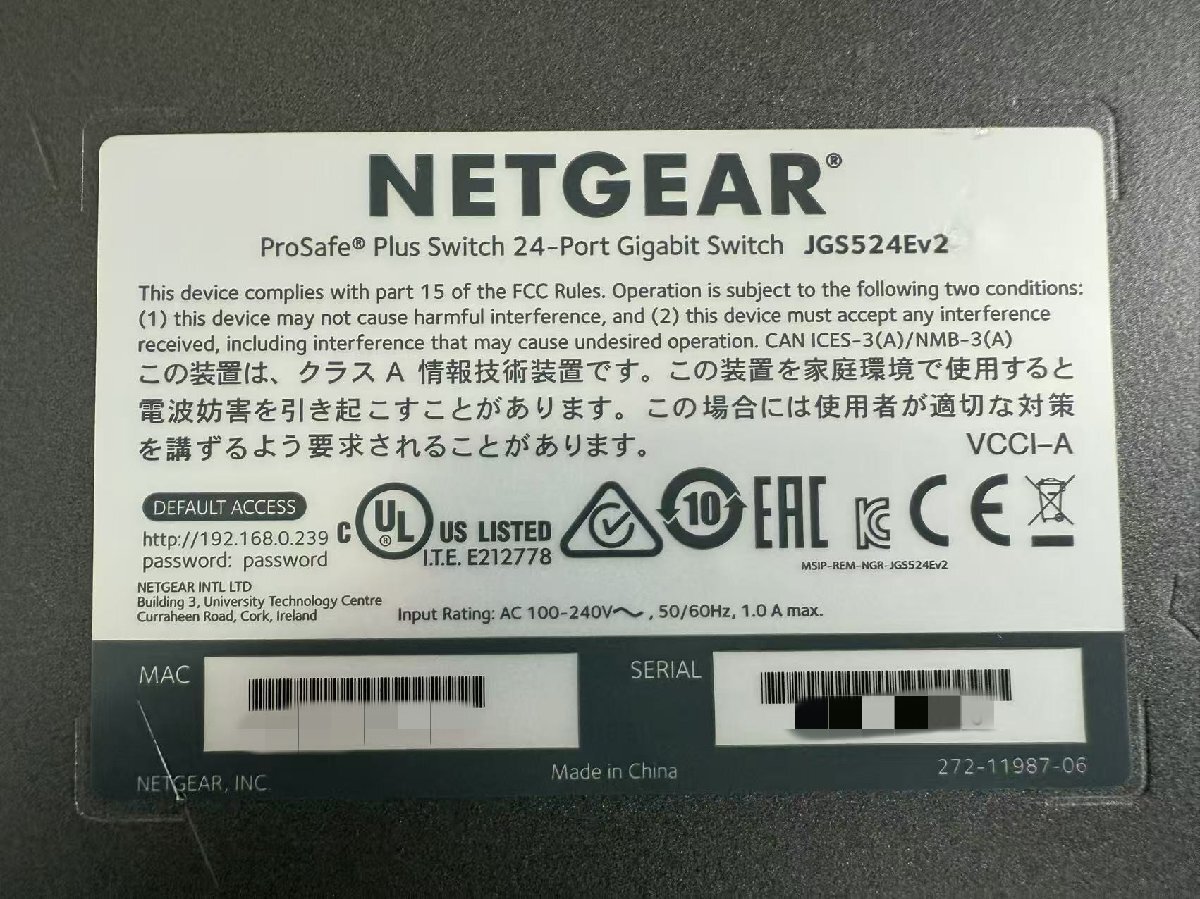 NETGEAR®
ProSafe® Plus Switch 24-Port Gigabit Switch JGS524Ev2
This device complies with part 15 of the FCC Rules. Operation is subject to the following two conditions:
(1) this device may not cause harmful interference, and (2) this device must accept any interference
received, including interference that may cause undesired operation. CAN ICES-3(A)/NMB-3(A)
この装置は、クラス A 情報技術装置です。この装置を家庭環境で使用すると
電波妨害を引き起こすことがあります。この場合には使用者が適切な対策
を講ずるよう要求されることがあります。 VCCI-A
DEFAULT ACCESS
http://192.168.0.239
password: password
C UL® US LISTED
I.T.E. E212778
10
EAC
KC
CE
MSIP-REM-NGR-JGS524Ev2
NETGEAR INTL LTD
Building 3, University Technology Centre
Curraheen Road, Cork, Ireland
Input Rating: AC 100-240V〜, 50/60Hz, 1.0 A max.
MAC
SERIAL
NETGEAR, INC.
Made in China
272-11987-06